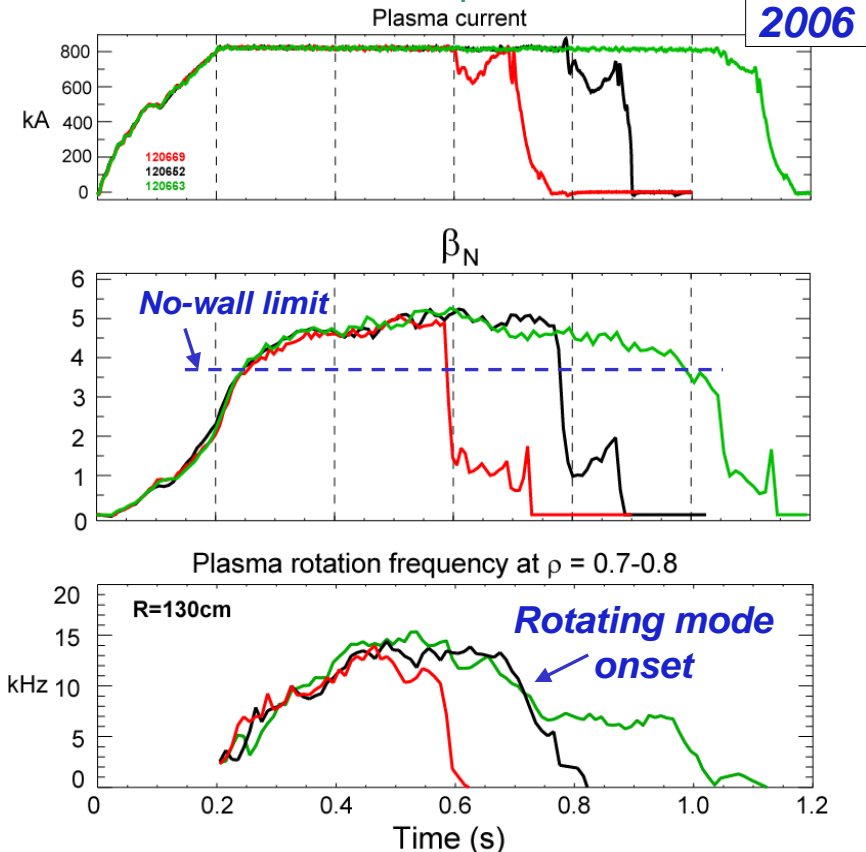 2006
Plasma current
800
600
kA
400
200
0
120669
120652
120663
βN
6
5
4
3
2
1
0
No-wall limit
Plasma rotation frequency at ρ = 0.7-0.8
20
15
kHz
10
5
0
R=130cm
Rotating mode
onset
0 0.2 0.4 0.6 0.8 1.0 1.2
Time (s)